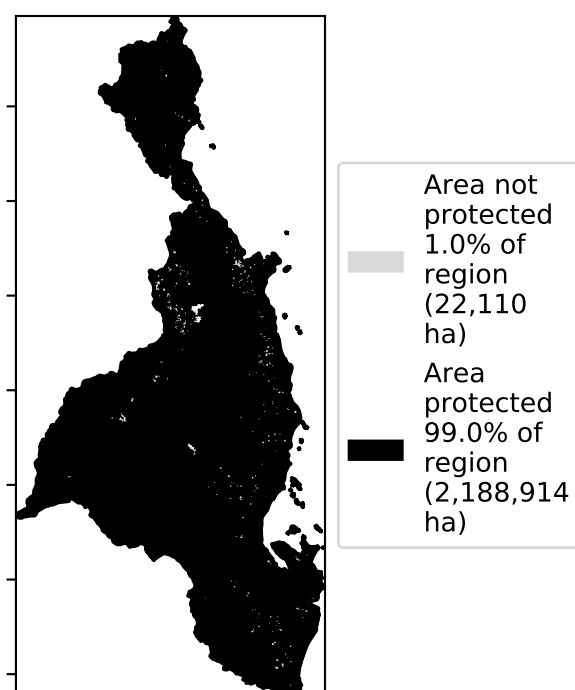 Area not
protected
1.0% of
region
(22,110
ha)
Area
protected
99.0% of
region
(2,188,914
ha)